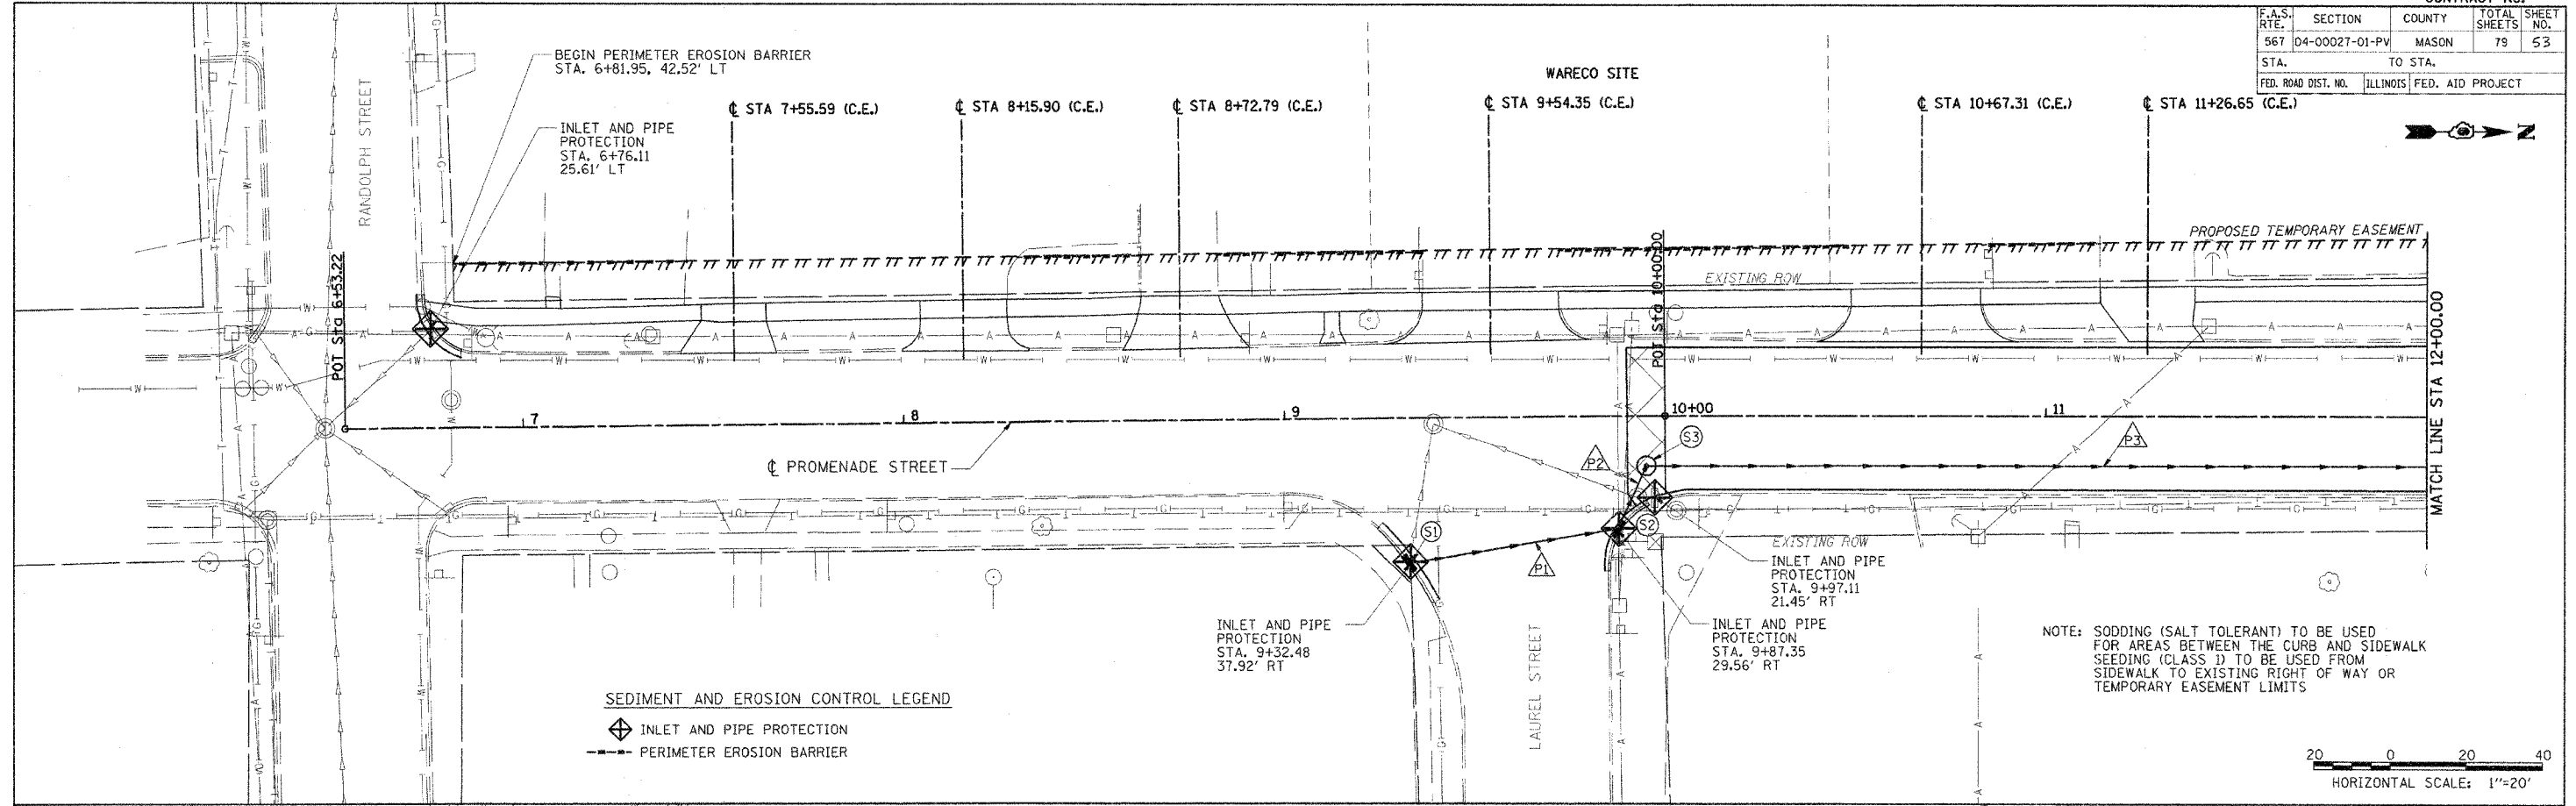 F.A.S. RTE. SECTION COUNTY TOTAL SHEETS SHEET NO.
567 04-00027-01-PV MASON 79 53
STA. TO STA.
FED. ROAD DIST. NO. ILLINOIS FED. AID PROJECT
BEGIN PERIMETER EROSION BARRIER
STA. 6+81.95, 42.52' LT
INLET AND PIPE
PROTECTION
STA. 6+76.11
25.61' LT
RANDOLPH STREET
WARECO SITE
℄ STA 7+55.59 (C.E.)
℄ STA 8+15.90 (C.E.)
℄ STA 8+72.79 (C.E.)
℄ STA 9+54.35 (C.E.)
℄ STA 10+67.31 (C.E.)
℄ STA 11+26.65 (C.E.)
N
PROPOSED TEMPORARY EASEMENT
EXISTING ROW
POT Sta 6+53.22
POT Sta 10+00.00
MATCH LINE STA 12+00.00
7
8
9
10+00
11
℄ PROMENADE STREET
S3
P2
P3
S1
S2
P1
EXISTING ROW
INLET AND PIPE
PROTECTION
STA. 9+97.11
21.45' RT
INLET AND PIPE
PROTECTION
STA. 9+32.48
37.92' RT
INLET AND PIPE
PROTECTION
STA. 9+87.35
29.56' RT
LAUREL STREET
NOTE: SODDING (SALT TOLERANT) TO BE USED
FOR AREAS BETWEEN THE CURB AND SIDEWALK
SEEDING (CLASS 1) TO BE USED FROM
SIDEWALK TO EXISTING RIGHT OF WAY OR
TEMPORARY EASEMENT LIMITS
SEDIMENT AND EROSION CONTROL LEGEND
INLET AND PIPE PROTECTION
PERIMETER EROSION BARRIER
20 0 20 40
HORIZONTAL SCALE: 1"=20'